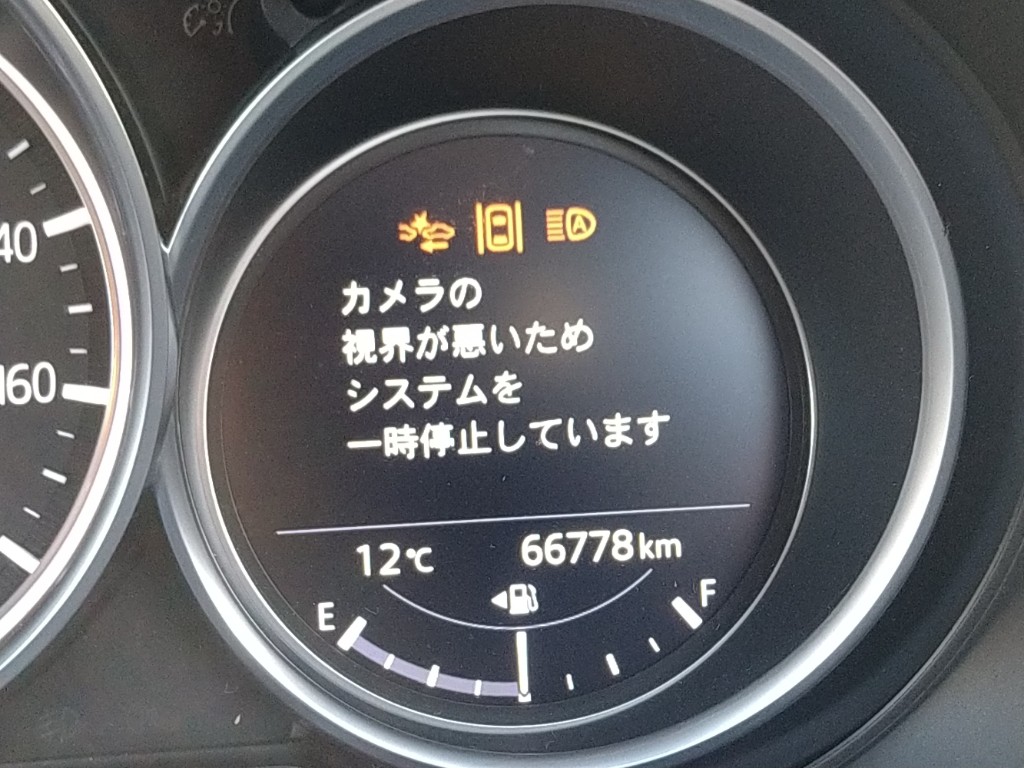 40
160
A
カメラの
視界が悪いため
システムを
一時停止しています
12℃
66778km
E
F